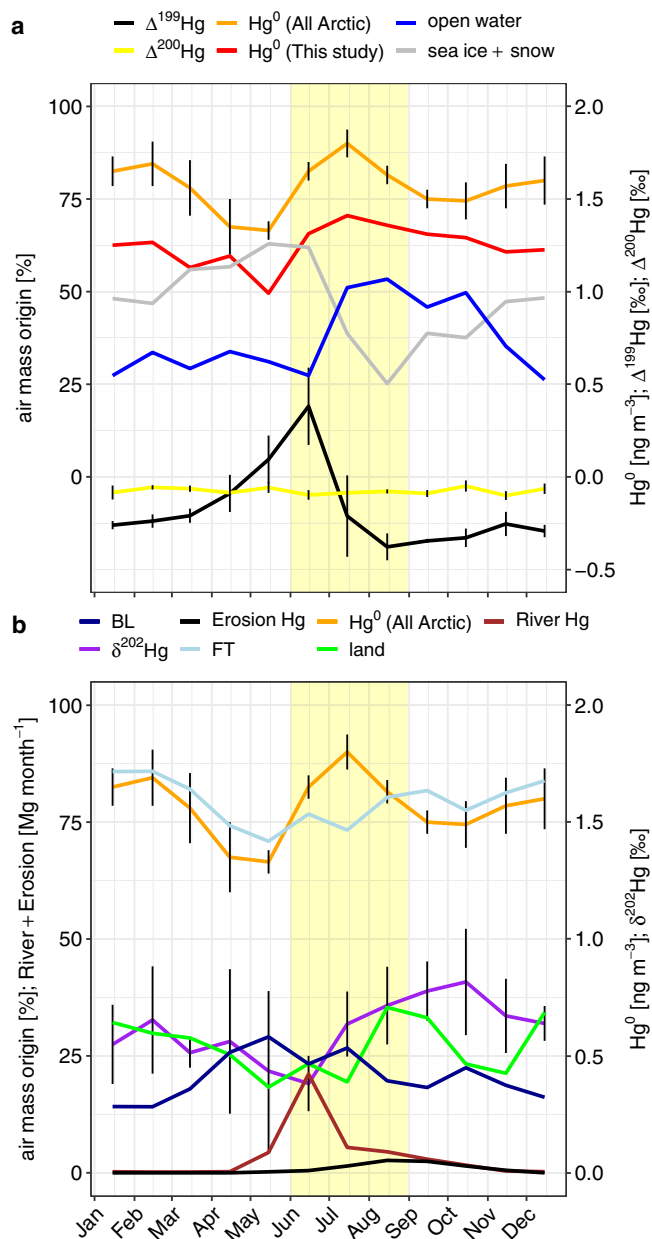 a
Δ¹⁹⁹Hg Hg⁰ (All Arctic) open water
Δ²⁰⁰Hg Hg⁰ (This study) sea ice + snow
100
75
50
25
0
air mass origin [%]
2.0
1.5
1.0
0.5
0.0
−0.5
Hg⁰ [ng m⁻³]; Δ¹⁹⁹Hg [‰]; Δ²⁰⁰Hg [‰]
b
BL Erosion Hg Hg⁰ (All Arctic) River Hg
δ²⁰²Hg FT land
100
75
50
25
0
air mass origin [%]; River + Erosion [Mg month⁻¹]
2.0
1.5
1.0
0.5
0.0
Hg⁰ [ng m⁻³]; δ²⁰²Hg [‰]
Jan Feb Mar Apr May Jun Jul Aug Sep Oct Nov Dec